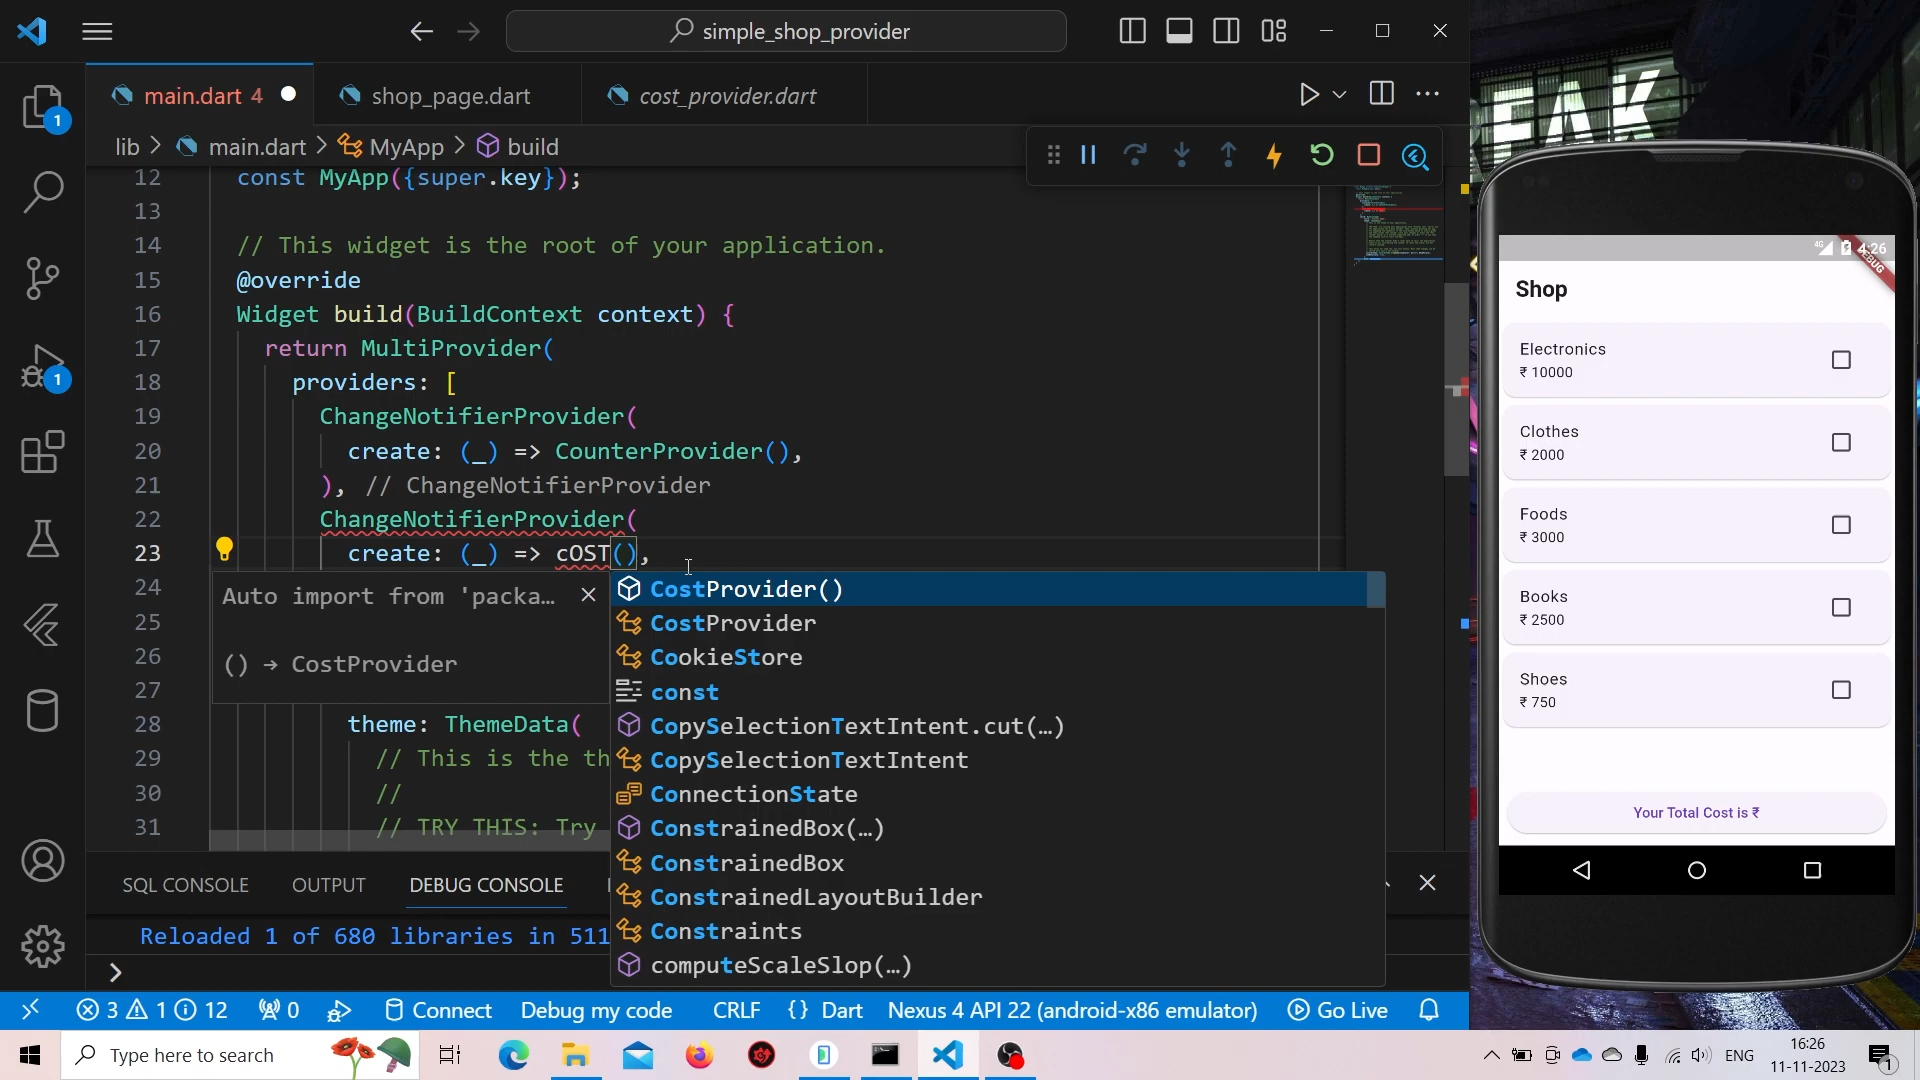 simple_shop_provider
main.dart 4
shop_page.dart
cost_provider.dart
lib > main.dart > MyApp > build
12 const MyApp({super.key});
13
14 // This widget is the root of your application.
15 @override
16 Widget build(BuildContext context) {
17 return MultiProvider(
18 providers: [
19 ChangeNotifierProvider(
20 create: (_) => CounterProvider(),
21 ), // ChangeNotifierProvider
22 ChangeNotifierProvider(
23 create: (_) => cOST(),
24
25
26
27
28 theme: ThemeData(
29 // This is the th
30 //
31 // TRY THIS: Try
Auto import from 'packa…
() → CostProvider
CostProvider()
CostProvider
CookieStore
const
CopySelectionTextIntent.cut(…)
CopySelectionTextIntent
ConnectionState
ConstrainedBox(…)
ConstrainedBox
ConstrainedLayoutBuilder
Constraints
computeScaleSlop(…)
1
1
SQL CONSOLE
OUTPUT
DEBUG CONSOLE
Reloaded 1 of 680 libraries in 511
>
3 1 12 0 Connect Debug my code CRLF {} Dart Nexus 4 API 22 (android-x86 emulator) Go Live
Type here to search
ENG
16:26
11-11-2023
1
EAK
4G 4:26
DEBUG
Shop
Electronics
₹ 10000
Clothes
₹ 2000
Foods
₹ 3000
Books
₹ 2500
Shoes
₹ 750
Your Total Cost is ₹